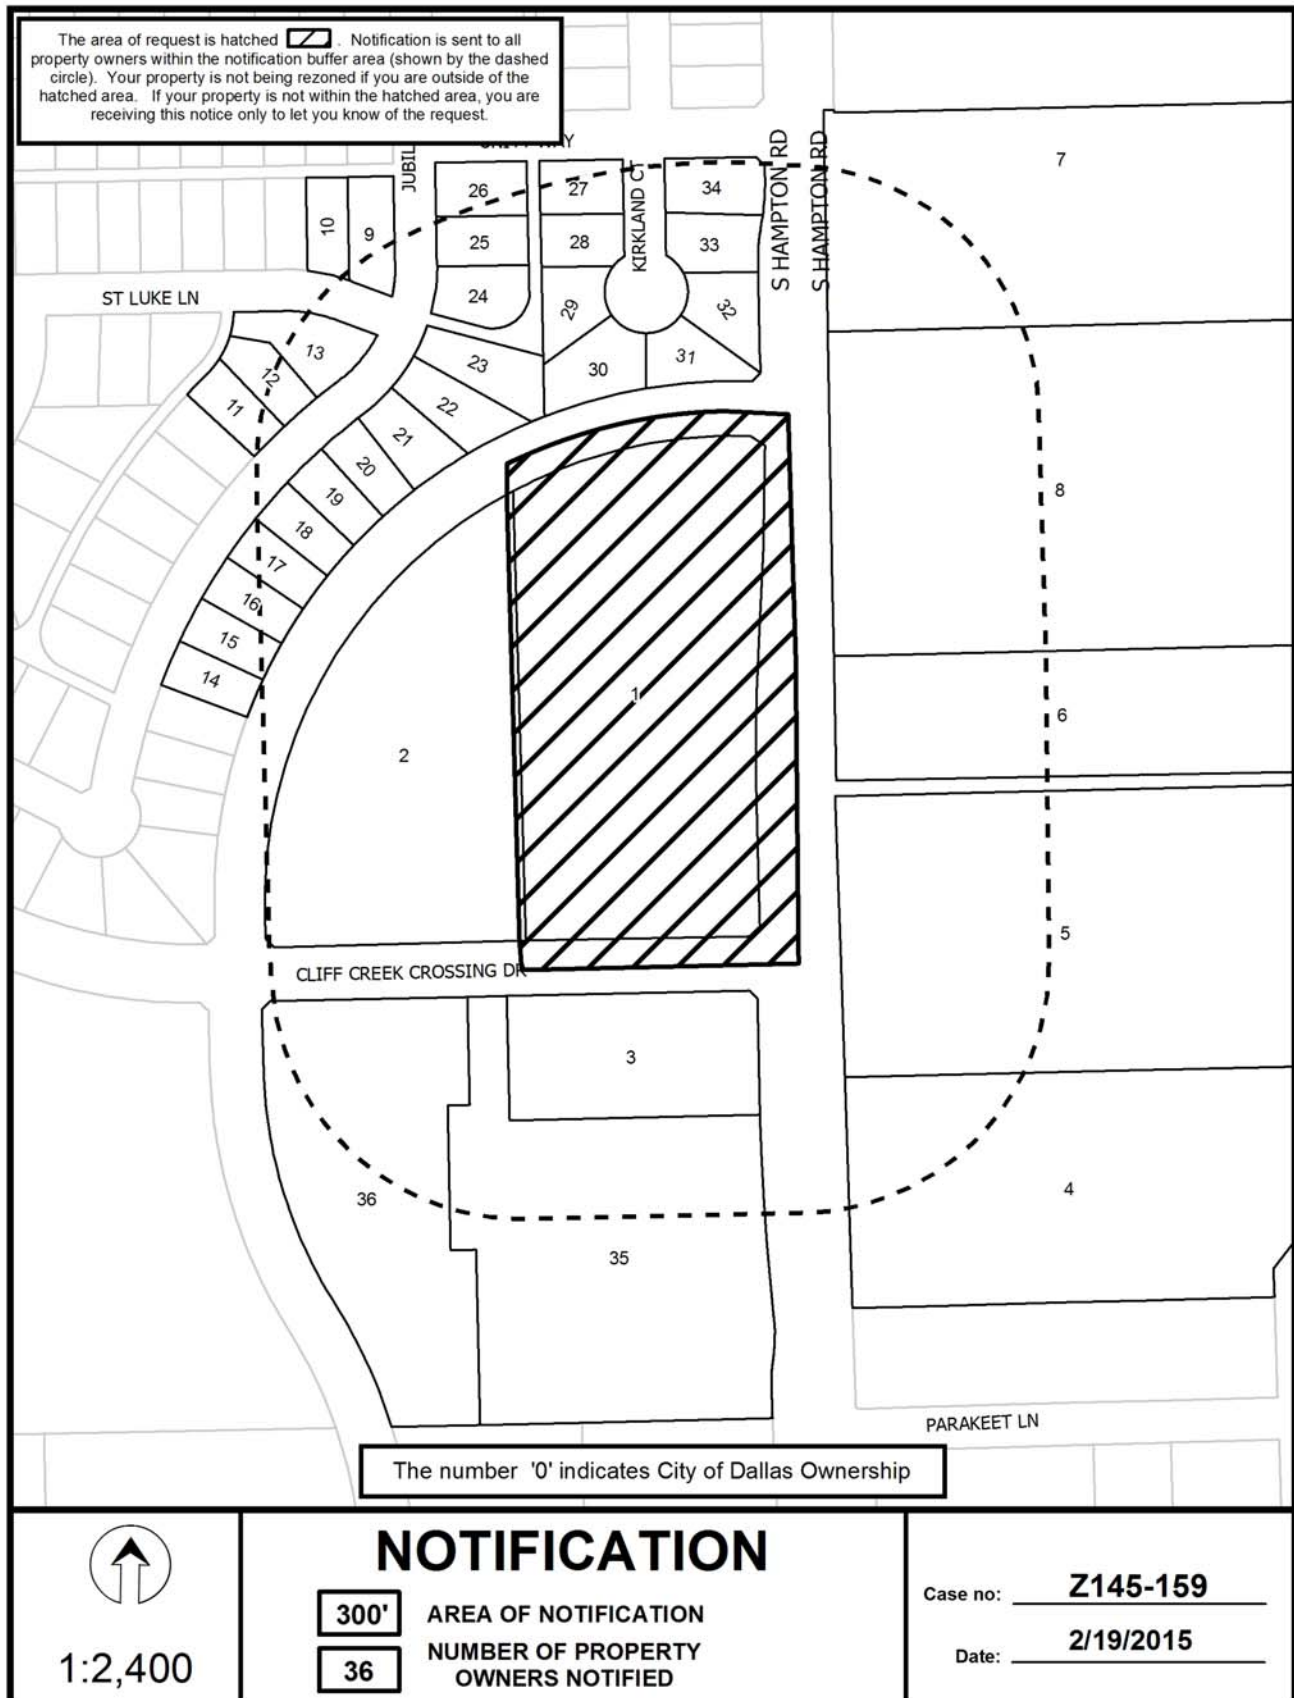 The area of request is hatched . Notification is sent to all
property owners within the notification buffer area (shown by the dashed
circle). Your property is not being rezoned if you are outside of the
hatched area. If your property is not within the hatched area, you are
receiving this notice only to let you know of the request.
JUBIL
WAY
KIRKLAND CT
S HAMPTON RD
S HAMPTON RD
7
26
27
34
10
9
25
28
33
24
29
32
ST LUKE LN
13
23
30
31
12
11
22
21
20
19
18
17
16
15
14
8
1
6
2
5
CLIFF CREEK CROSSING DR
3
36
4
35
PARAKEET LN
The number '0' indicates City of Dallas Ownership
1:2,400
NOTIFICATION
300' AREA OF NOTIFICATION
36 NUMBER OF PROPERTY
OWNERS NOTIFIED
Case no: Z145-159
Date: 2/19/2015